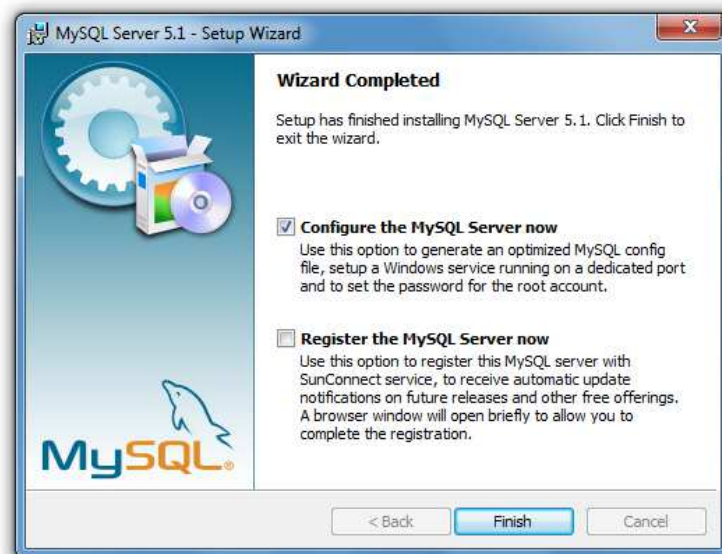 MySQL Server 5.1 - Setup Wizard
Wizard Completed
Setup has finished installing MySQL Server 5.1. Click Finish to
exit the wizard.
Configure the MySQL Server now
Use this option to generate an optimized MySQL config
file, setup a Windows service running on a dedicated port
and to set the password for the root account.
Register the MySQL Server now
Use this option to register this MySQL server with
SunConnect service, to receive automatic update
notifications on future releases and other free offerings.
A browser window will open briefly to allow you to
complete the registration.
MySQL®
< Back
Finish
Cancel